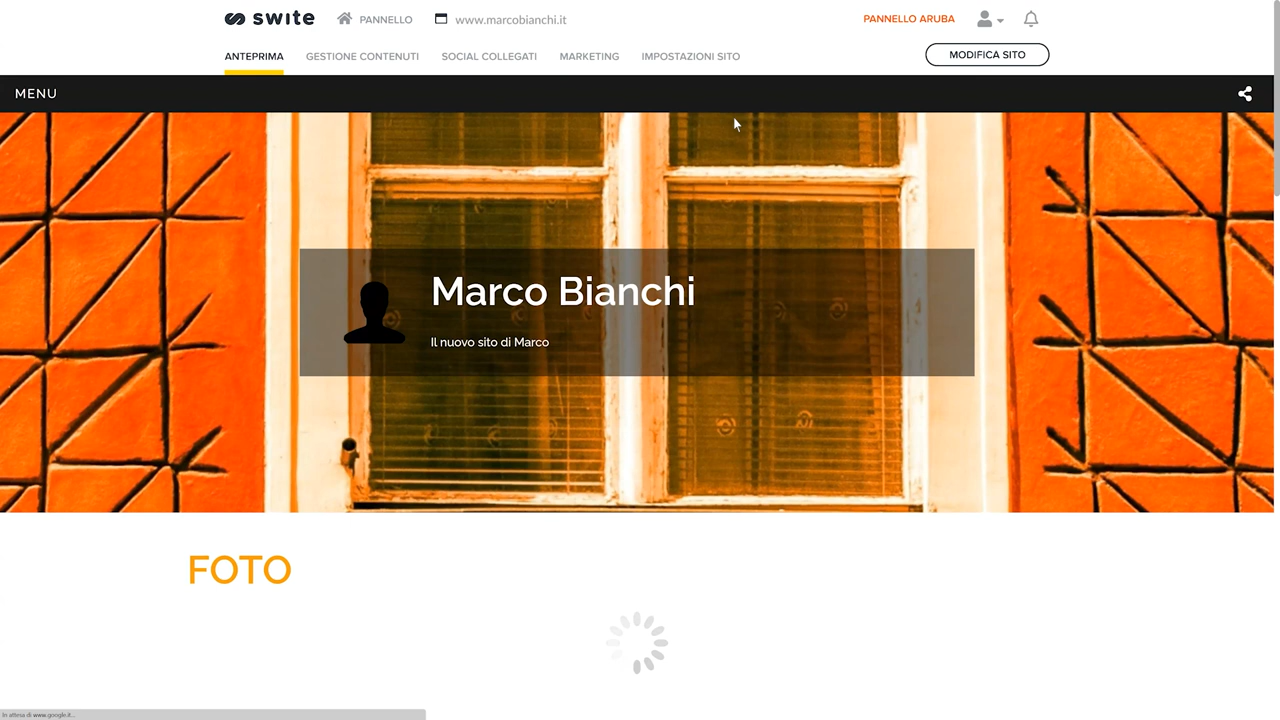 swite PANNELLO www.marcobianchi.it PANNELLO ARUBA
ANTEPRIMA GESTIONE CONTENUTI SOCIAL COLLEGATI MARKETING IMPOSTAZIONI SITO MODIFICA SITO
MENU
Marco Bianchi
Il nuovo sito di Marco
FOTO
In attesa di www.google.it...